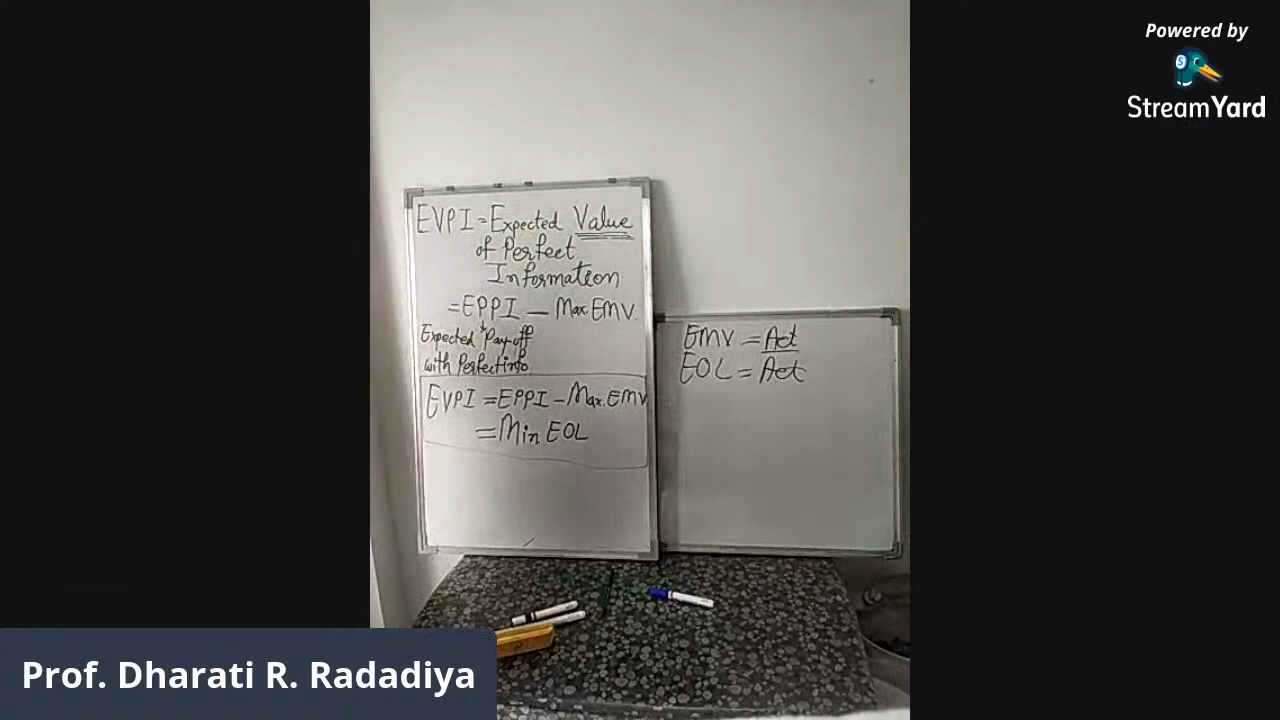 Powered by
StreamYard
EVPI = Expected Value
of Perfect
Information
= EPPI — Max EMV.
Expected Pay-off
with Perfect info
EVPI = EPPI - Max. EMV
= Min EOL
EMV = Act
EOL = Act
Prof. Dharati R. Radadiya